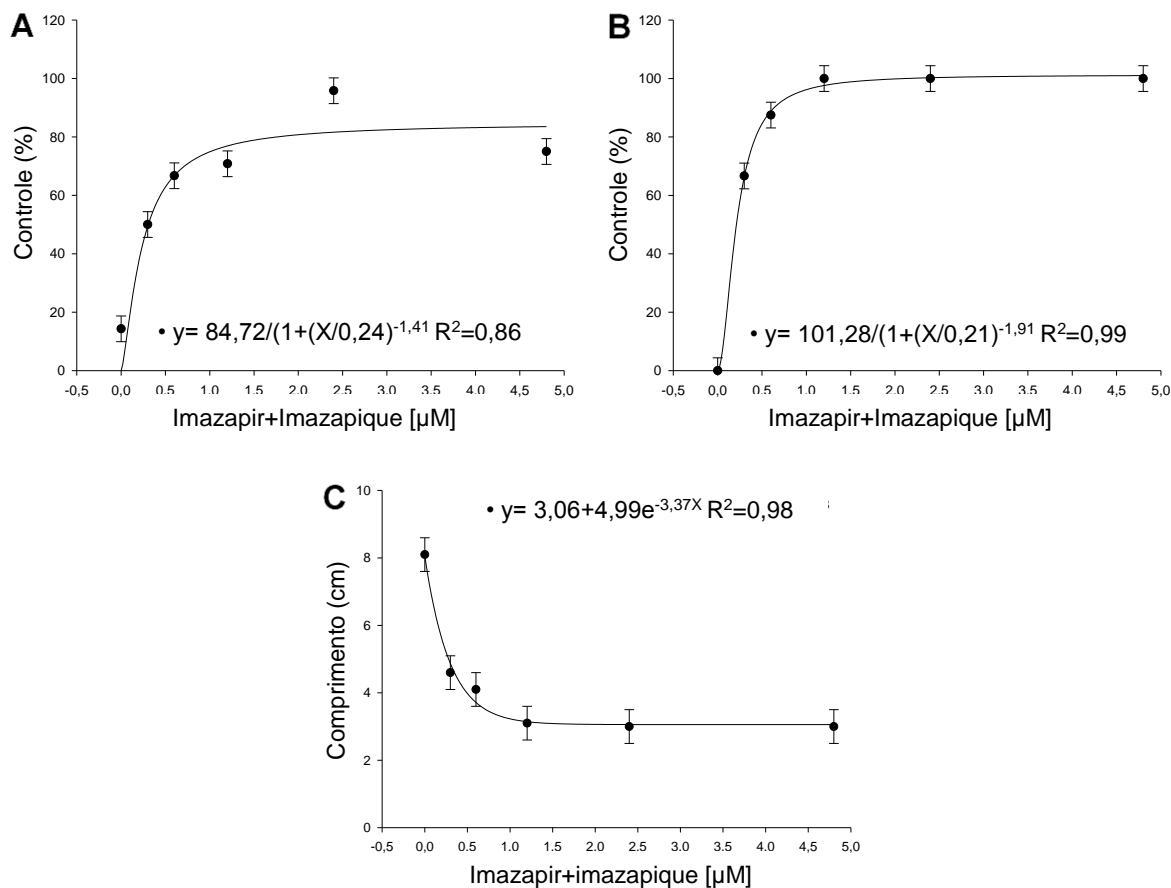 A
Controle (%)
120
100
80
60
40
20
0
• y= 84,72/(1+(X/0,24)^-1,41 R²=0,86
-0,5 0,0 0.5 1.0 1.5 2.0 2.5 3.0 3.5 4.0 4.5 5,0
Imazapir+Imazapique [µM]
B
Controle (%)
120
100
80
60
40
20
0
• y= 101,28/(1+(X/0,21)^-1,91 R²=0,99
-0,5 0,0 0.5 1.0 1.5 2.0 2.5 3.0 3.5 4.0 4.5 5,0
Imazapir+Imazapique [µM]
C
Comprimento (cm)
10
8
6
4
2
0
• y= 3,06+4,99e^-3,37X R²=0,98
-0,5 0,0 0.5 1.0 1.5 2.0 2.5 3.0 3.5 4.0 4.5 5,0
Imazapir+imazapique [µM]